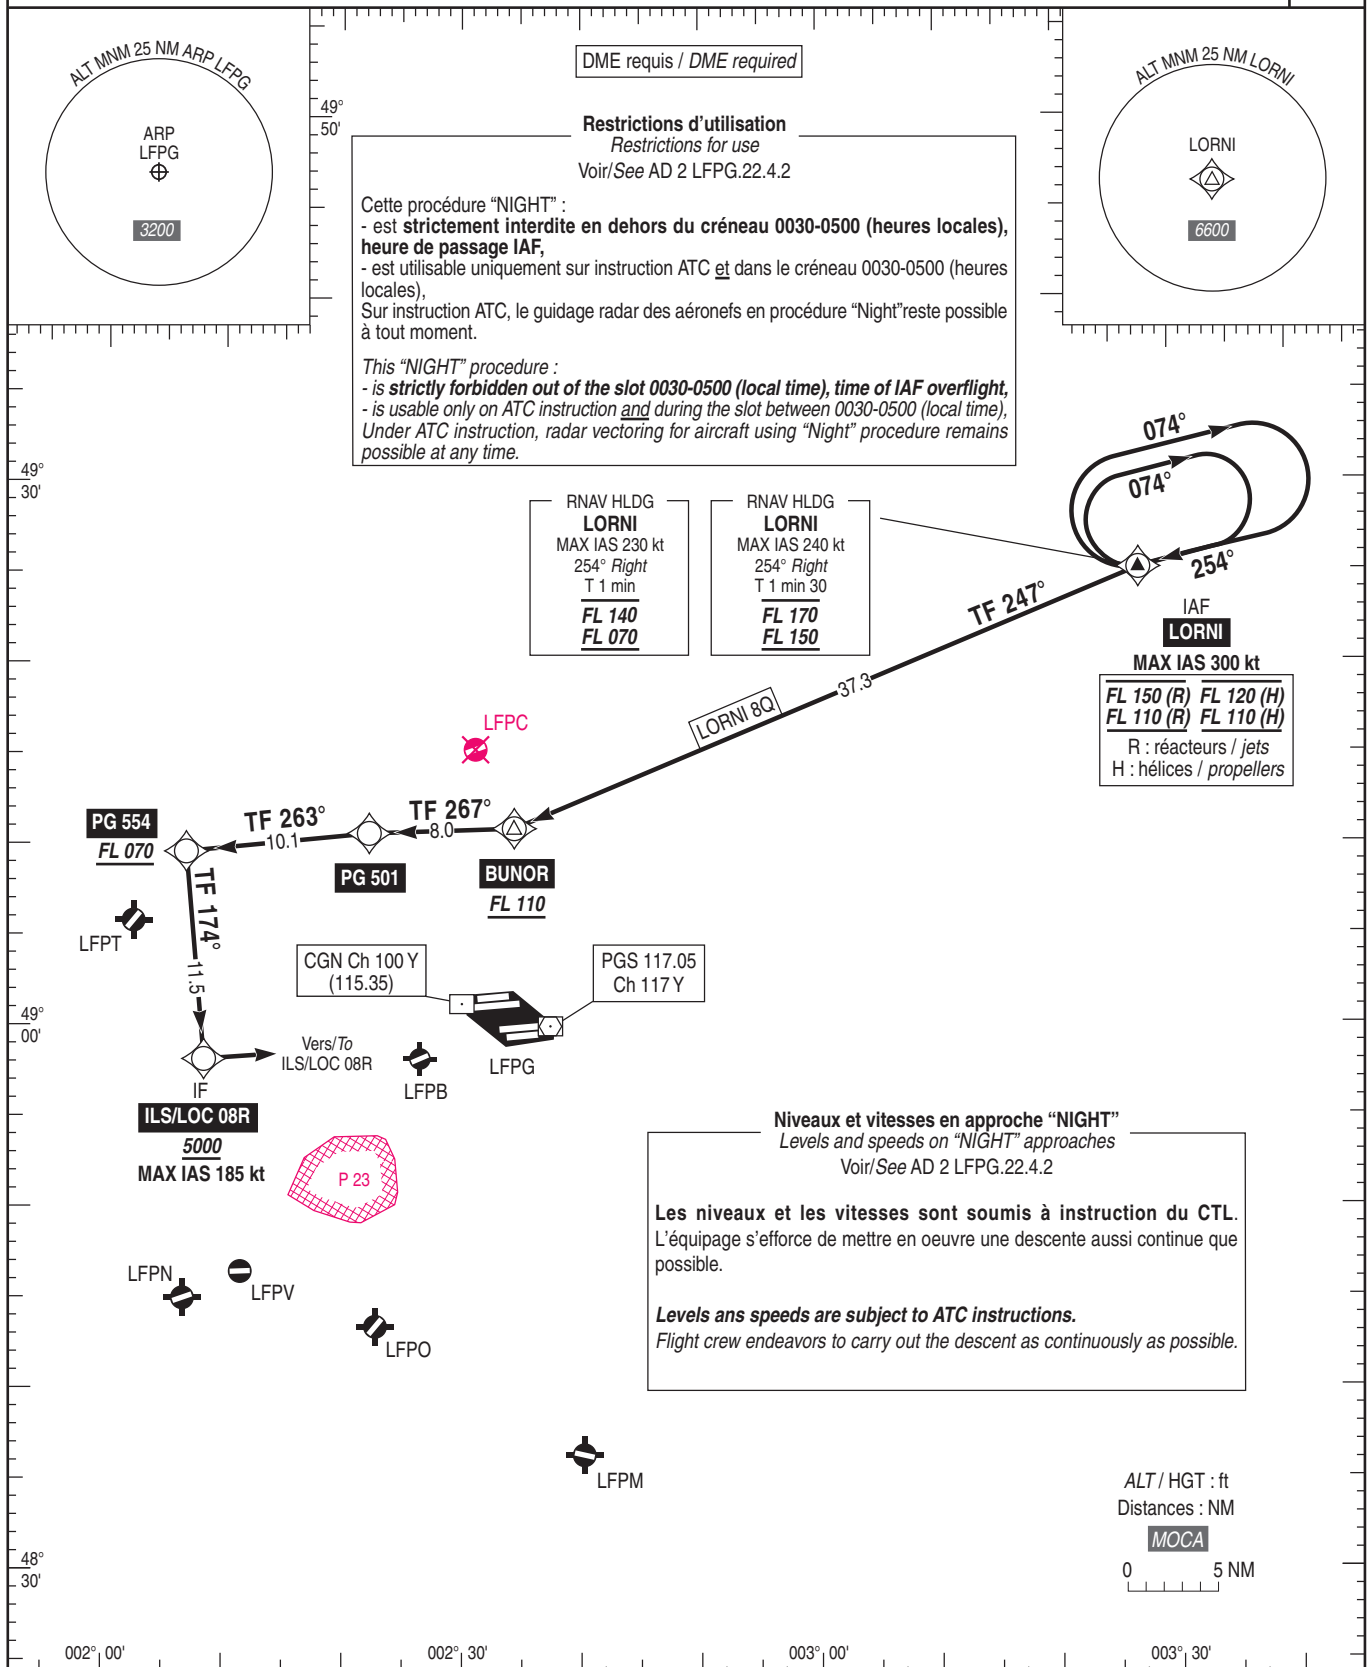 ALT MNM 25 NM ARP LFPG
ARP
LFPG
3200
DME requis / DME required
ALT MNM 25 NM LORNI
LORNI
6600
49°
50'
Restrictions d'utilisation
Restrictions for use
Voir/See AD 2 LFPG.22.4.2
Cette procédure “NIGHT” :
- est strictement interdite en dehors du créneau 0030-0500 (heures locales),
heure de passage IAF,
- est utilisable uniquement sur instruction ATC et dans le créneau 0030-0500 (heures
locales),
Sur instruction ATC, le guidage radar des aéronefs en procédure “Night”reste possible
à tout moment.
This “NIGHT” procedure :
- is strictly forbidden out of the slot 0030-0500 (local time), time of IAF overflight,
- is usable only on ATC instruction and during the slot between 0030-0500 (local time),
Under ATC instruction, radar vectoring for aircraft using “Night” procedure remains
possible at any time.
49°
30'
074°
074°
254°
RNAV HLDG
LORNI
MAX IAS 230 kt
254° Right
T 1 min
FL 140
FL 070
RNAV HLDG
LORNI
MAX IAS 240 kt
254° Right
T 1 min 30
FL 170
FL 150
TF 247°
37.3
LORNI 8Q
IAF
LORNI
MAX IAS 300 kt
FL 150 (R) FL 120 (H)
FL 110 (R) FL 110 (H)
R : réacteurs / jets
H : hélices / propellers
LFPC
PG 554
FL 070
TF 263°
10.1
TF 267°
8.0
PG 501
BUNOR
FL 110
TF 174°
11.5
LFPT
CGN Ch 100 Y
(115.35)
PGS 117.05
Ch 117 Y
49°
00'
Vers/To
ILS/LOC 08R
LFPG
LFPB
IF
ILS/LOC 08R
5000
MAX IAS 185 kt
P 23
Niveaux et vitesses en approche “NIGHT”
Levels and speeds on “NIGHT” approaches
Voir/See AD 2 LFPG.22.4.2
Les niveaux et les vitesses sont soumis à instruction du CTL.
L'équipage s'efforce de mettre en oeuvre une descente aussi continue que
possible.
Levels ans speeds are subject to ATC instructions.
Flight crew endeavors to carry out the descent as continuously as possible.
LFPN
LFPV
LFPO
LFPM
ALT / HGT : ft
Distances : NM
MOCA
0 5 NM
48°
30'
002° 00'
002° 30'
003° 00'
003° 30'